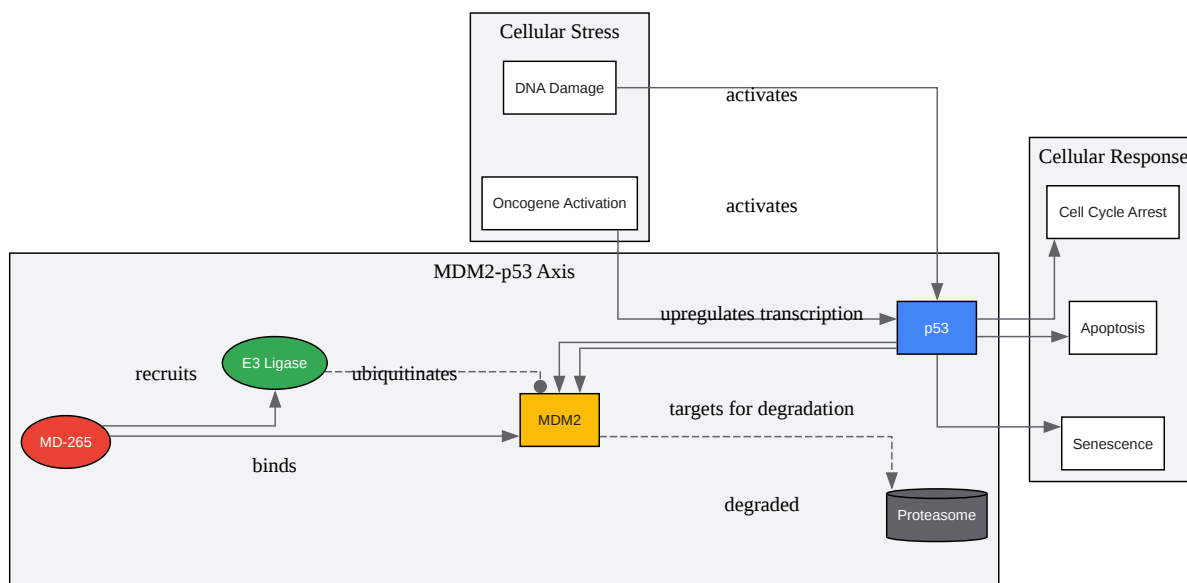 Cellular Stress
DNA Damage
activates
Oncogene Activation
activates
Cellular Response
Cell Cycle Arrest
Apoptosis
Senescence
MDM2-p53 Axis
upregulates transcription
p53
E3 Ligase
recruits
ubiquitinates
MDM2
targets for degradation
MD-265
binds
degraded
Proteasome